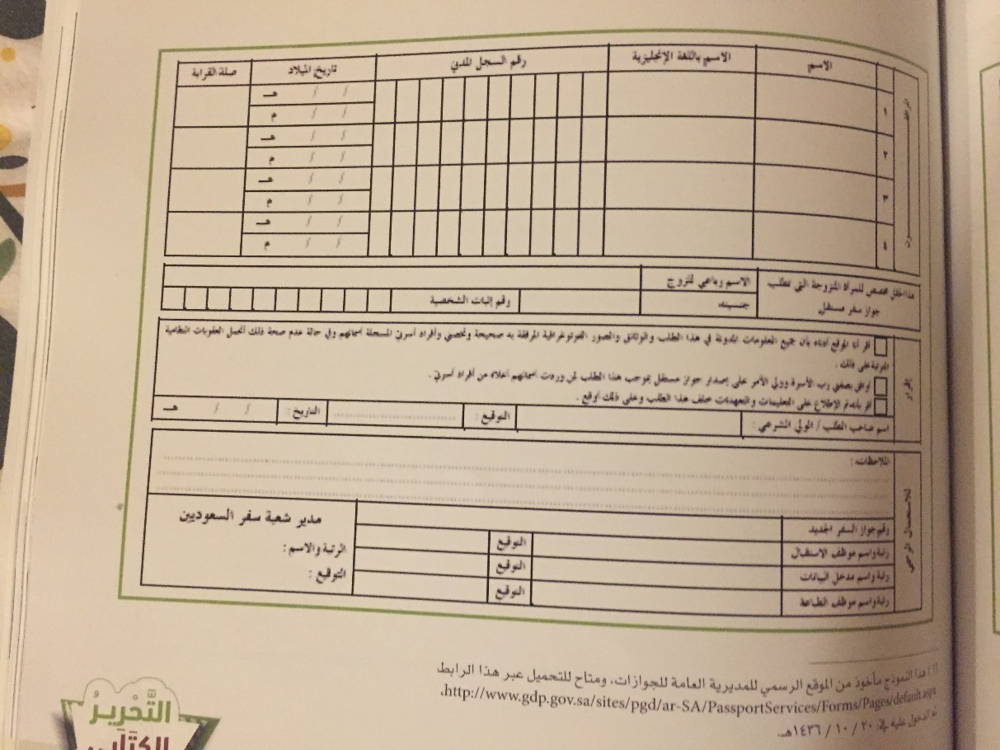 الاسم الاسم باللغة الإنجليزية رقم السجل المدني تاريخ الميلاد صلة القرابة
١ / / هـ
/ / م
٢ / / هـ
/ / م
٣ / / هـ
/ / م
٤ / / هـ
/ / م
هذا الحقل مخصص للمرأة المتزوجة التي تطلب
جواز سفر مستقل
الاسم رباعي للزوج
جنسيته رقم إثبات الشخصية
إقرار
أقر أنا الموقع أدناه بأن جميع المعلومات المدونة في هذا الطلب والوثائق والصور الفوتوغرافية المرفقة به صحيحة وتخصني وأفراد أسرتي المسجلة أسمائهم وفي حالة عدم صحة ذلك أتحمل العقوبات النظامية
المترتبة على ذلك .
أوافق بصفتي رب الأسرة وولي الأمر على إصدار جواز مستقل بموجب هذا الطلب لمن وردت أسمائهم أعلاه من أفراد أسرتي .
أقر بأنه تم الإطلاع على التعليمات والتعهدات خلف هذا الطلب وعلى ذلك أوقع .
اسم صاحب الطلب / الولي الشرعي : التوقيع : التاريخ : / / هـ
للاستعمال الرسمي
الملاحظات :
رقم جواز السفر الجديد
رتبة واسم موظف الاستقبال التوقيع
رتبة واسم مدخل البيانات التوقيع
رتبة واسم موظف الطباعة التوقيع
مدير شعبة سفر السعوديين
الرتبة والاسم :
التوقيع :
(1) هذا النموذج مأخوذ من الموقع الرسمي للمديرية العامة للجوازات، ومتاح للتحميل عبر هذا الرابط
http://www.gdp.gov.sa/sites/pgd/ar-SA/PassportServices/Forms/Pages/default.aspx،
تم الدخول عليه في: ٢٠ / ١٠ / ١٤٣٦هـ.
التَّحْرِيرُ
الكِتَابِي